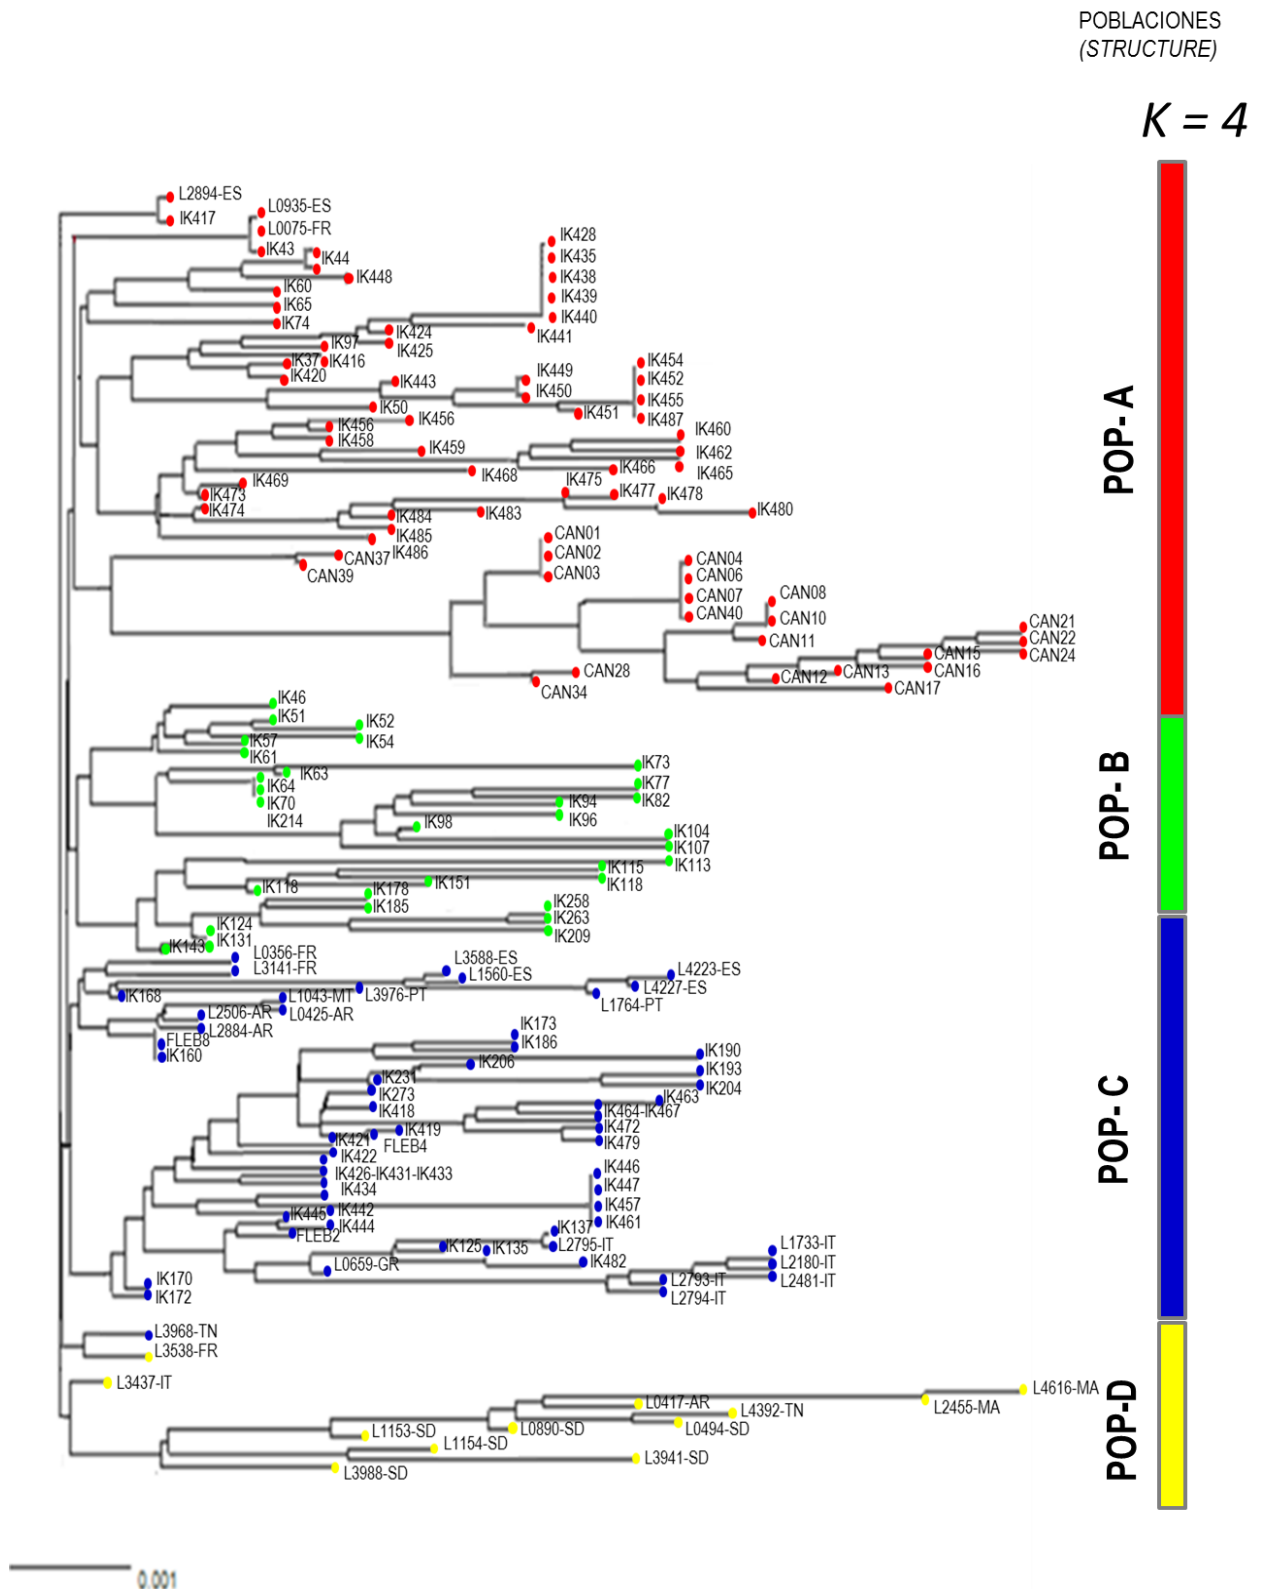 POBLACIONES
(STRUCTURE)
K = 4
L2894-ES
IK417
L0935-ES
L0075-FR
IK43
IK44
IK448
IK60
IK65
IK74
IK428
IK435
IK438
IK439
IK440
IK441
IK424
IK425
IK97
IK416
IK37
IK420
IK443
IK449
IK450
IK454
IK452
IK455
IK487
IK451
IK50
IK456
IK456
IK458
IK459
IK460
IK462
IK465
IK466
IK468
IK469
IK473
IK474
IK475
IK477
IK478
IK480
IK483
IK484
IK485
IK486
CAN37
CAN39
CAN01
CAN02
CAN03
CAN04
CAN06
CAN07
CAN40
CAN08
CAN10
CAN11
CAN21
CAN22
CAN24
CAN15
CAN16
CAN13
CAN12
CAN17
CAN28
CAN34
POP- A
IK46
IK51
IK52
IK54
IK57
IK61
IK63
IK64
IK70
IK214
IK73
IK77
IK82
IK94
IK96
IK98
IK104
IK107
IK113
IK115
IK118
IK151
IK118
IK178
IK185
IK258
IK263
IK209
IK124
IK131
IK143
POP- B
L0356-FR
L3141-FR
L3588-ES
L1560-ES
L4223-ES
L4227-ES
L1764-PT
L3976-PT
IK168
L1043-MT
L0425-AR
L2506-AR
L2884-AR
FLEB8
IK160
IK173
IK186
IK190
IK193
IK204
IK206
IK231
IK273
IK418
IK463
IK464-IK467
IK472
IK479
IK419
FLEB4
IK421
IK422
IK426-IK431-IK433
IK434
IK446
IK447
IK457
IK461
IK442
IK445
IK444
FLEB2
IK137
L2795-IT
IK125
IK135
IK482
L0659-GR
L1733-IT
L2180-IT
L2481-IT
L2793-IT
L2794-IT
IK170
IK172
L3968-TN
POP- C
L3538-FR
L3437-IT
L4616-MA
L2455-MA
L0417-AR
L4392-TN
L0494-SD
L0890-SD
L1153-SD
L1154-SD
L3941-SD
L3988-SD
POP-D
0.001